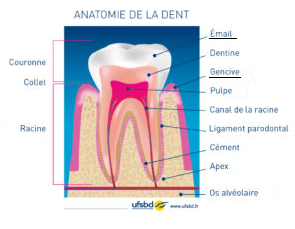 ANATOMIE DE LA DENT
Émail
Dentine
Couronne
Gencive
Collet
Pulpe
Canal de la racine
Racine
Ligament parodontal
Cément
Apex
Os alvéolaire
ufsbd
www.ufsbd.fr